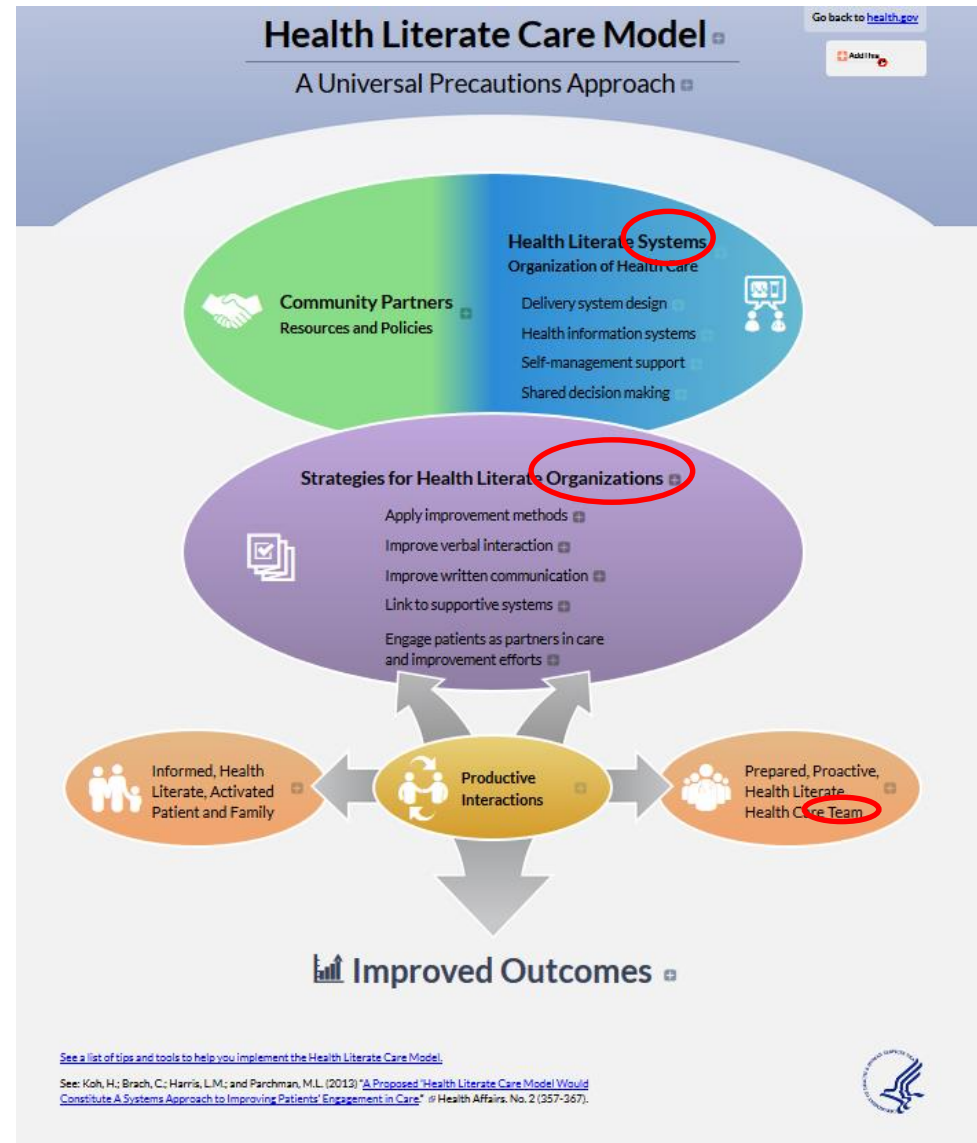 Health Literate Care Model
Go back to health.gov
A Universal Precautions Approach
Health Literate Systems
Organization of Health Care
Community Partners
Resources and Policies
Delivery system design
Health information systems
Self-management support
Shared decision making
Strategies for Health Literate Organizations
Apply improvement methods
Improve verbal interaction
Improve written communication
Link to supportive systems
Engage patients as partners in care
and improvement efforts
Informed, Health
Literate, Activated
Patient and Family
Productive
Interactions
Prepared, Proactive,
Health Literate
Health Care Team
Improved Outcomes
See a list of tips and tools to help you implement the Health Literate Care Model.
See: Koh, H.; Brach, C.; Harris, L.M.; and Parchman, M.L. (2013) "A Proposed 'Health Literate Care Model Would
Constitute A Systems Approach to Improving Patients' Engagement in Care." Health Affairs. No. 2 (357-367).